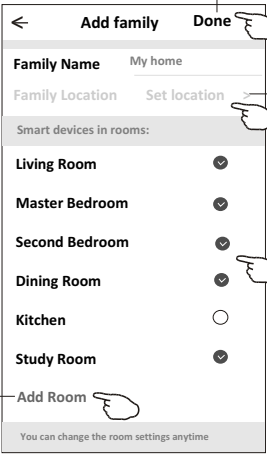 Add family Done
Family Name My home
Family Location Set location >
Smart devices in rooms:
Living Room
Master Bedroom
Second Bedroom
Dining Room
Kitchen
Study Room
Add Room
You can change the room settings anytime